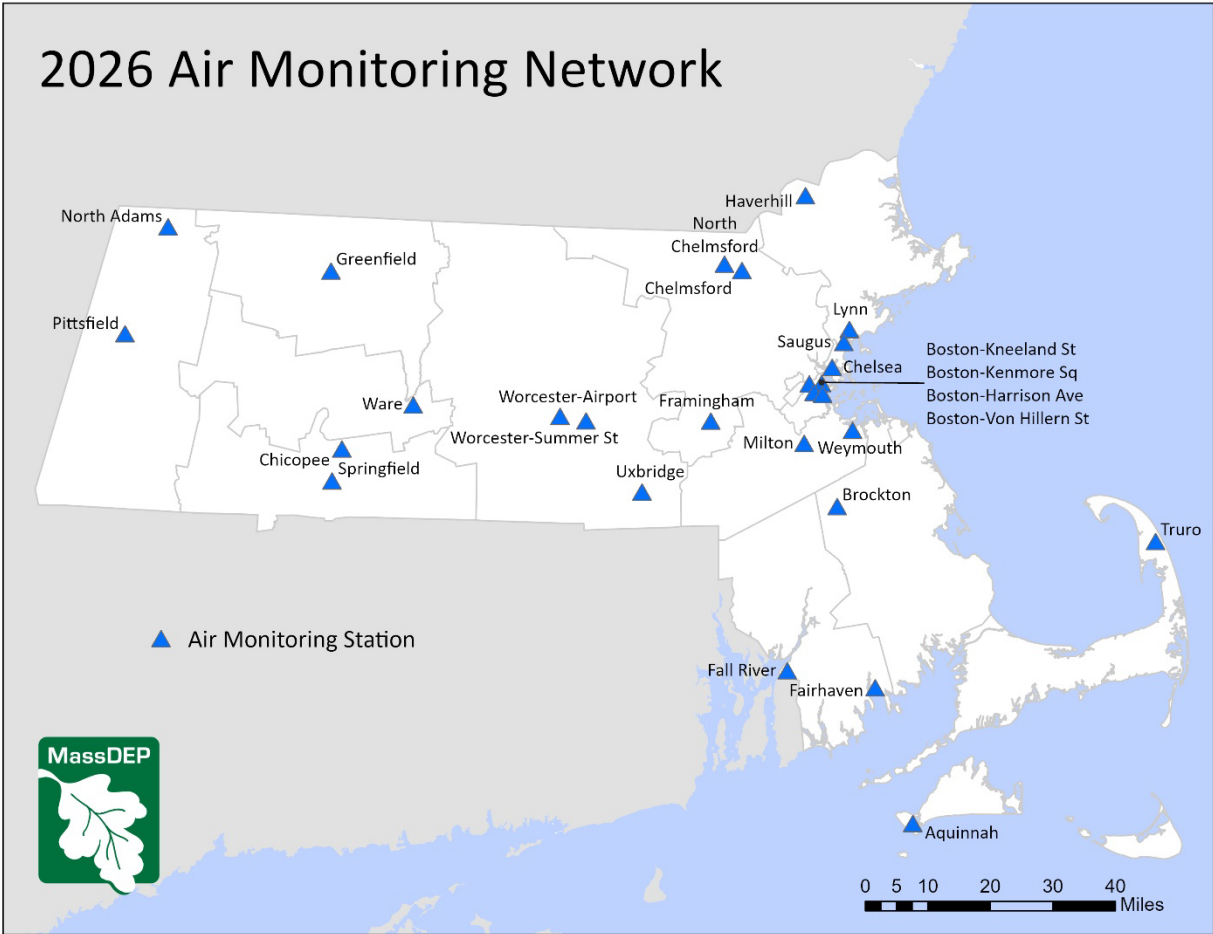 2026 Air Monitoring Network
Haverhill
North Adams
North
Chelmsford
Greenfield
Chelmsford
Lynn
Pittsfield
Saugus
Boston-Kneeland St
Chelsea
Boston-Kenmore Sq
Boston-Harrison Ave
Boston-Von Hillern St
Ware
Worcester-Airport
Framingham
Worcester-Summer St
Milton
Weymouth
Chicopee
Springfield
Uxbridge
Brockton
Truro
Air Monitoring Station
Fall River
Fairhaven
MassDEP
Aquinnah
0 5 10 20 30 40
Miles